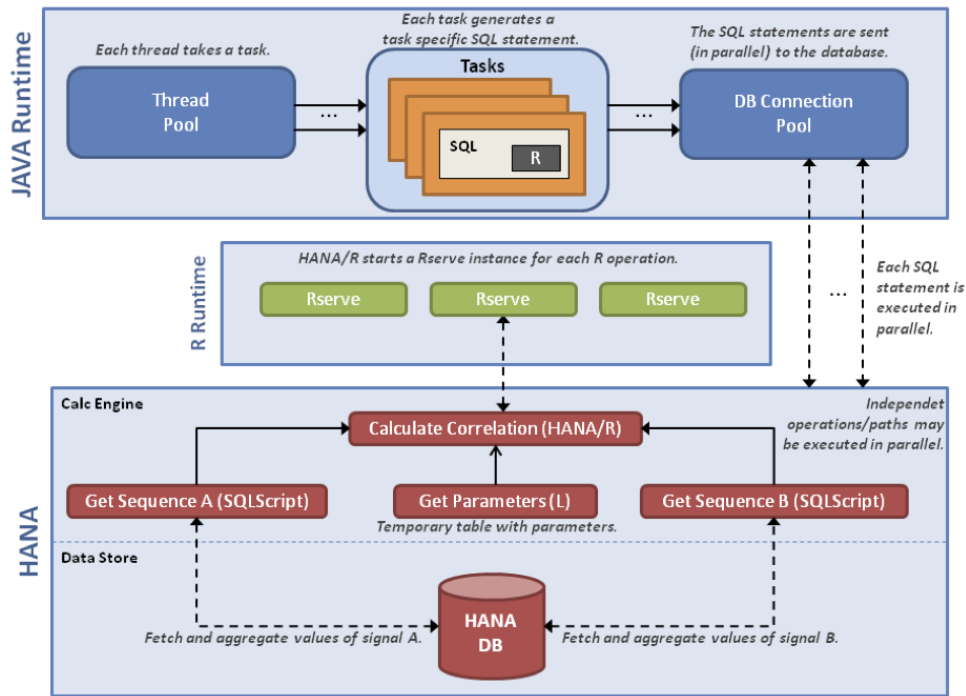 JAVA Runtime
Each thread takes a task.
Each task generates a
task specific SQL statement.
The SQL statements are sent
(in parallel) to the database.
Thread
Pool
...
Tasks
SQL
R
...
DB Connection
Pool
R Runtime
HANA/R starts a Rserve instance for each R operation.
Rserve
Rserve
Rserve
...
Each SQL
statement is
executed in
parallel.
HANA
Calc Engine
Independet
operations/paths may
be executed in parallel.
Calculate Correlation (HANA/R)
Get Sequence A (SQLScript)
Get Parameters (L)
Get Sequence B (SQLScript)
Temporary table with parameters.
Data Store
HANA
DB
Fetch and aggregate values of signal A.
Fetch and aggregate values of signal B.